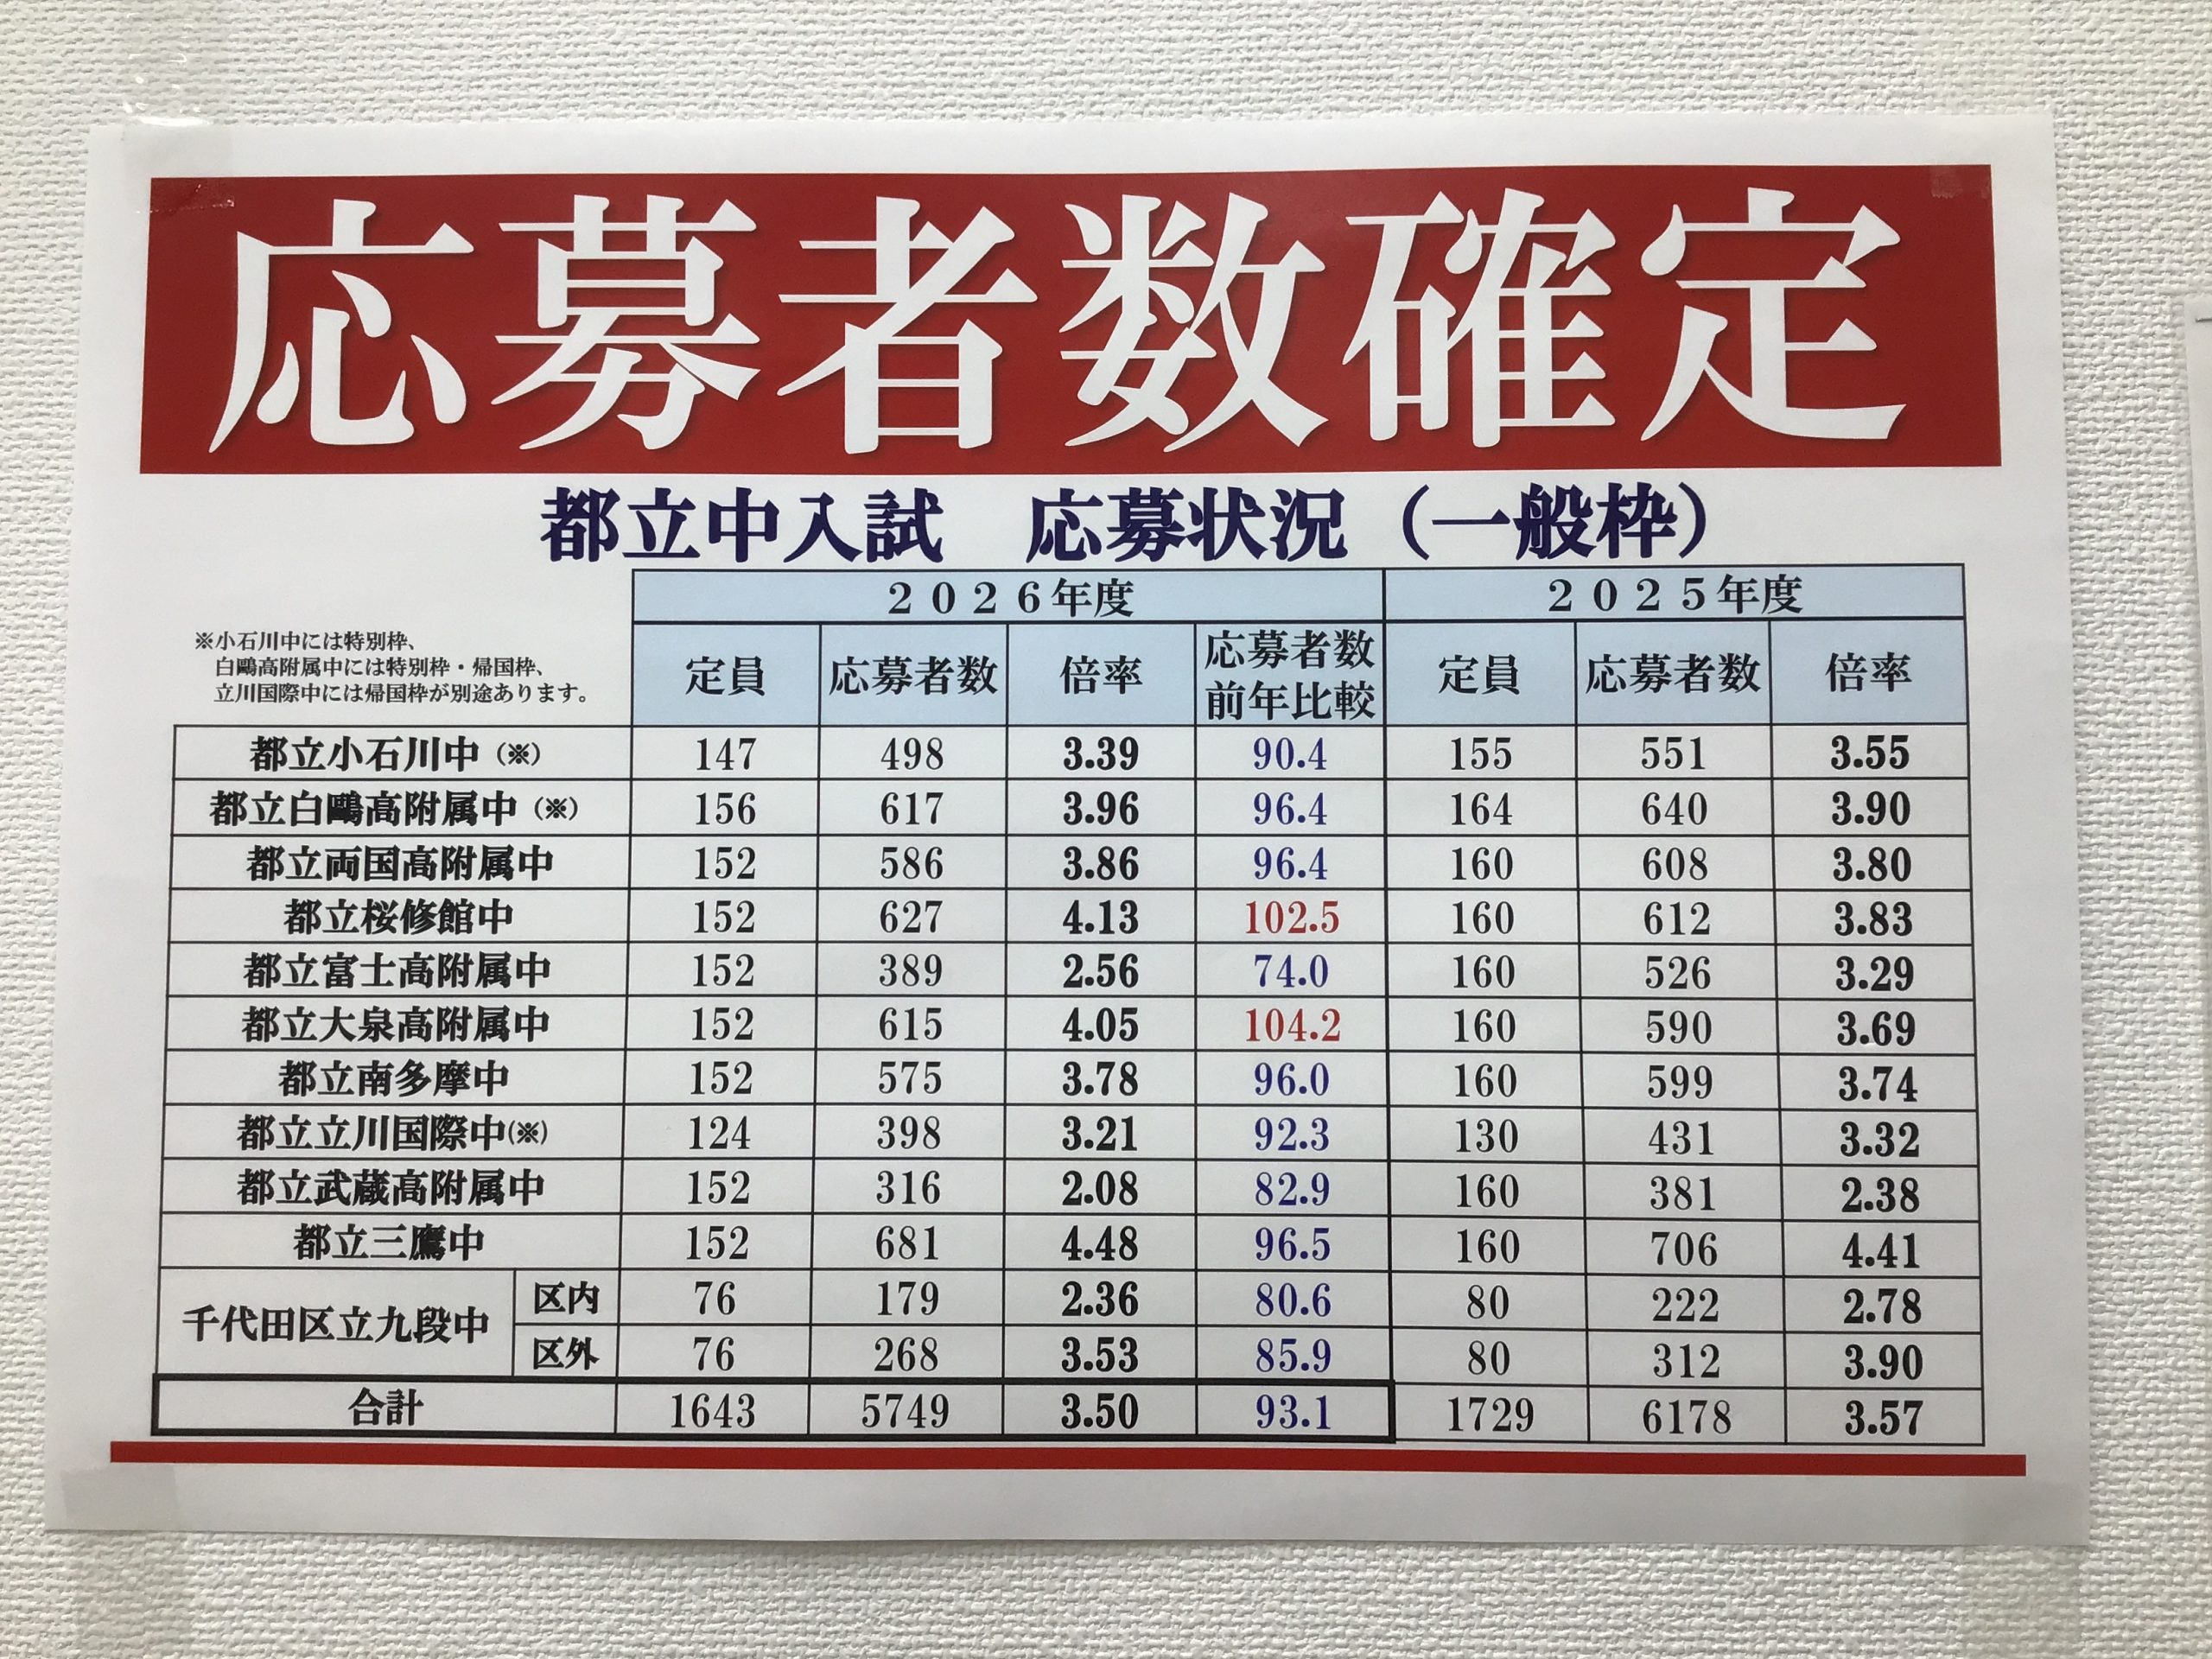 応募者数確定
都立中入試　応募状況（一般枠）
※小石川中には特別枠、
白鷗高附属中には特別枠・帰国枠、
立川国際中には帰国枠が別途あります。
２０２６年度 ２０２５年度
定員 応募者数 倍率 応募者数前年比較 定員 応募者数 倍率
都立小石川中（※） 147 498 3.39 90.4 155 551 3.55
都立白鷗高附属中（※） 156 617 3.96 96.4 164 640 3.90
都立両国高附属中 152 586 3.86 96.4 160 608 3.80
都立桜修館中 152 627 4.13 102.5 160 612 3.83
都立富士高附属中 152 389 2.56 74.0 160 526 3.29
都立大泉高附属中 152 615 4.05 104.2 160 590 3.69
都立南多摩中 152 575 3.78 96.0 160 599 3.74
都立立川国際中(※) 124 398 3.21 92.3 130 431 3.32
都立武蔵高附属中 152 316 2.08 82.9 160 381 2.38
都立三鷹中 152 681 4.48 96.5 160 706 4.41
千代田区立九段中 区内 76 179 2.36 80.6 80 222 2.78
区外 76 268 3.53 85.9 80 312 3.90
合計 1643 5749 3.50 93.1 1729 6178 3.57